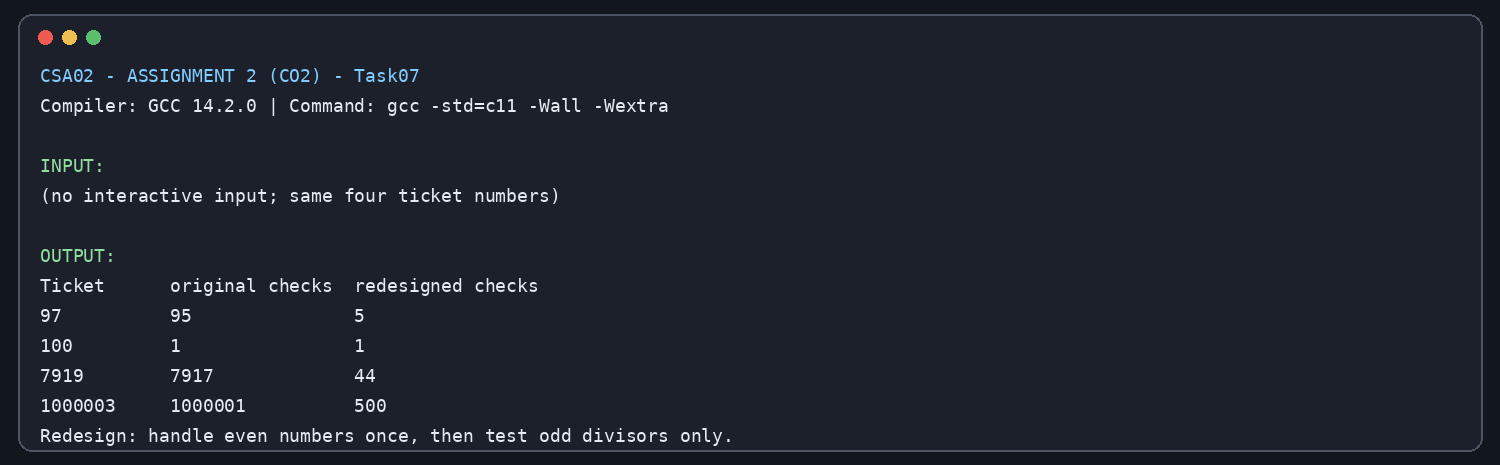 CSA02 - ASSIGNMENT 2 (CO2) - Task07
Compiler: GCC 14.2.0 | Command: gcc -std=c11 -Wall -Wextra
INPUT:
(no interactive input; same four ticket numbers)
OUTPUT:
Ticket original checks redesigned checks
97 95 5
100 1 1
7919 7917 44
1000003 1000001 500
Redesign: handle even numbers once, then test odd divisors only.